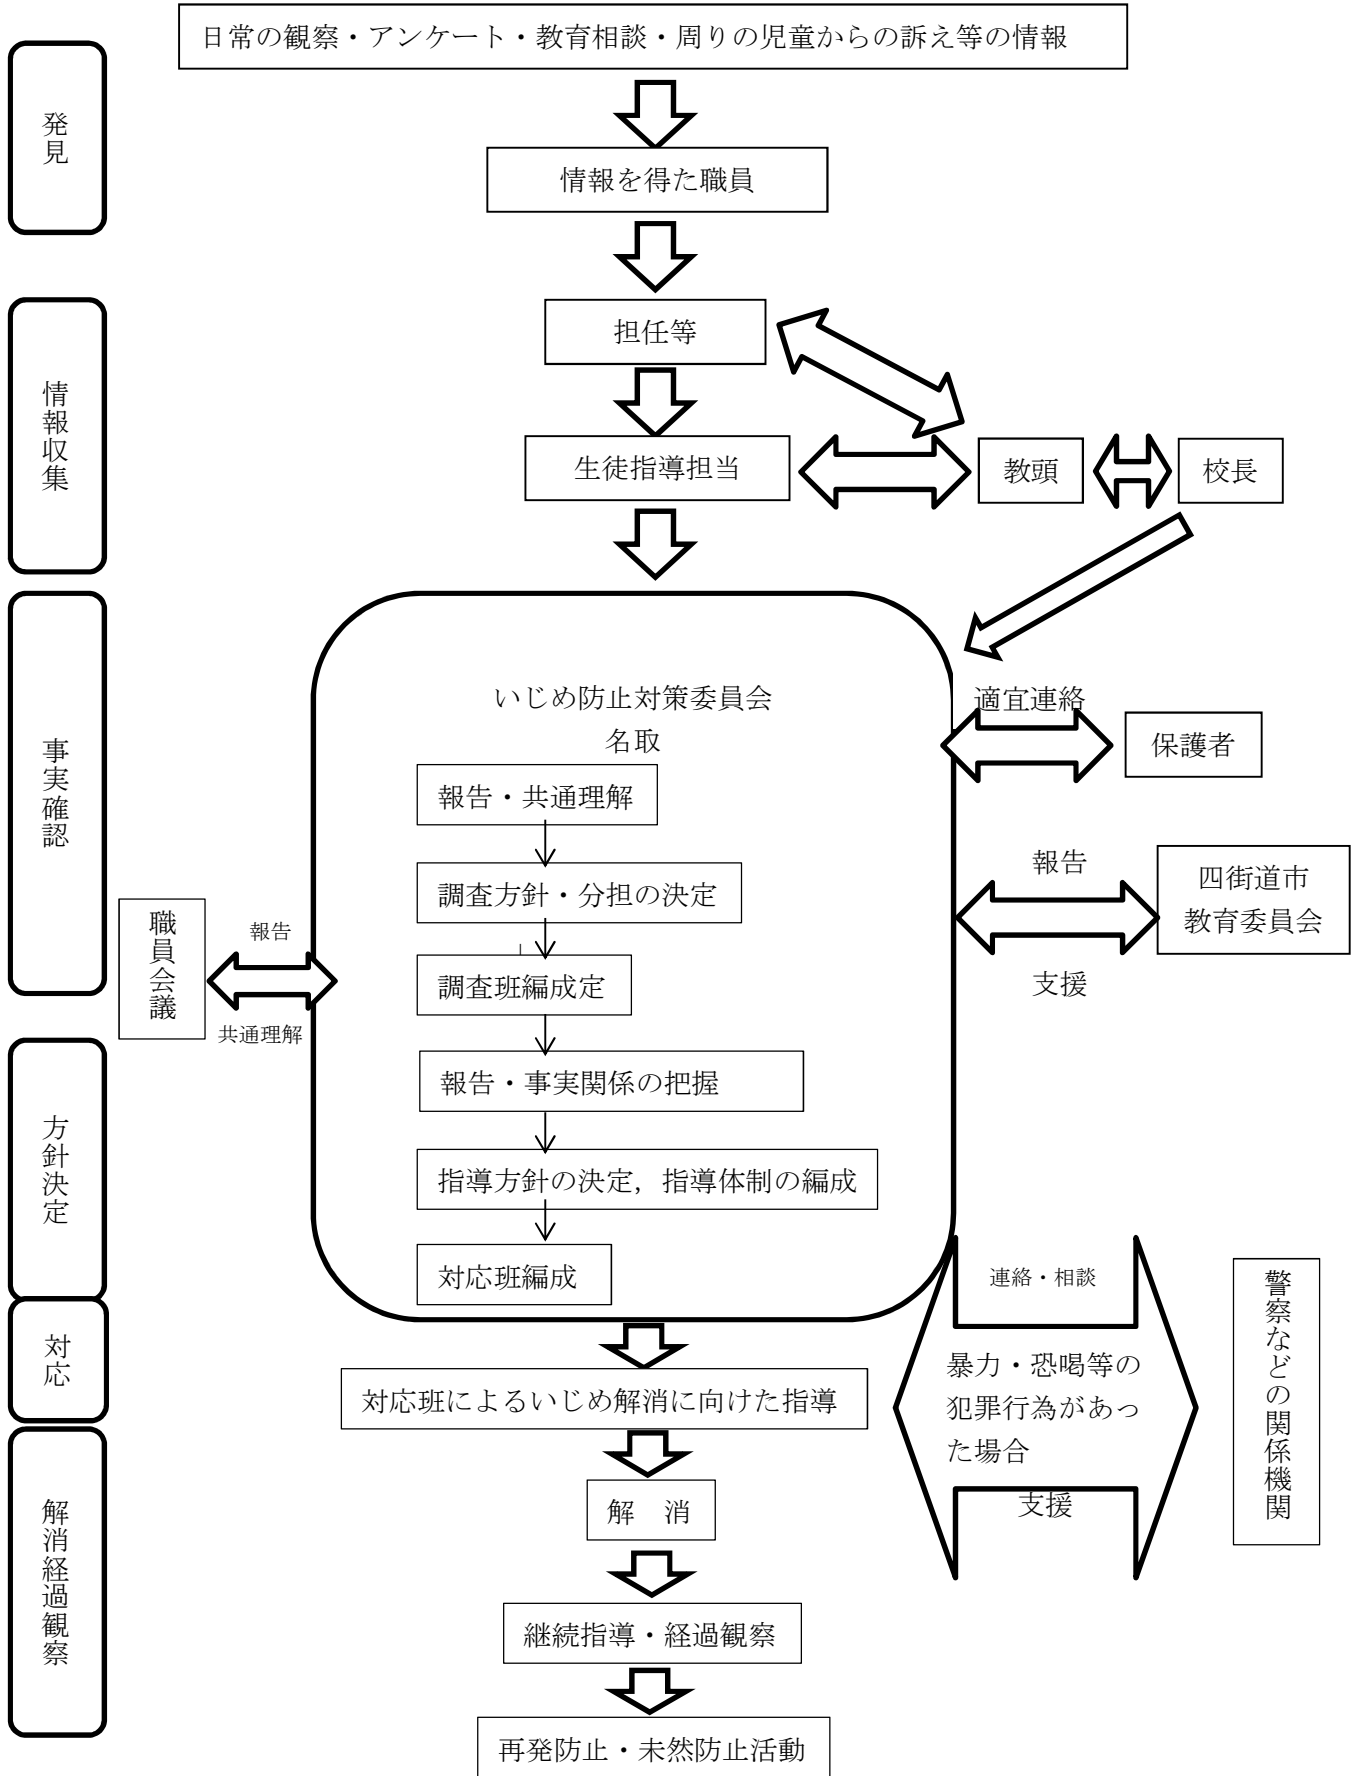 日常の観察・アンケート・教育相談・周りの児童からの訴え等の情報
発見
情報を得た職員
担任等
情報収集
生徒指導担当
教頭
校長
いじめ防止対策委員会
名取
適宜連絡
保護者
事実確認
報告・共通理解
調査方針・分担の決定
報告
四街道市
教育委員会
支援
職員会議
報告
共通理解
調査班編成定
報告・事実関係の把握
方針決定
指導方針の決定，指導体制の編成
対応班編成
連絡・相談
暴力・恐喝等の
犯罪行為があっ
た場合
支援
警察などの関係機関
対応
対応班によるいじめ解消に向けた指導
解消経過観察
解　消
継続指導・経過観察
再発防止・未然防止活動